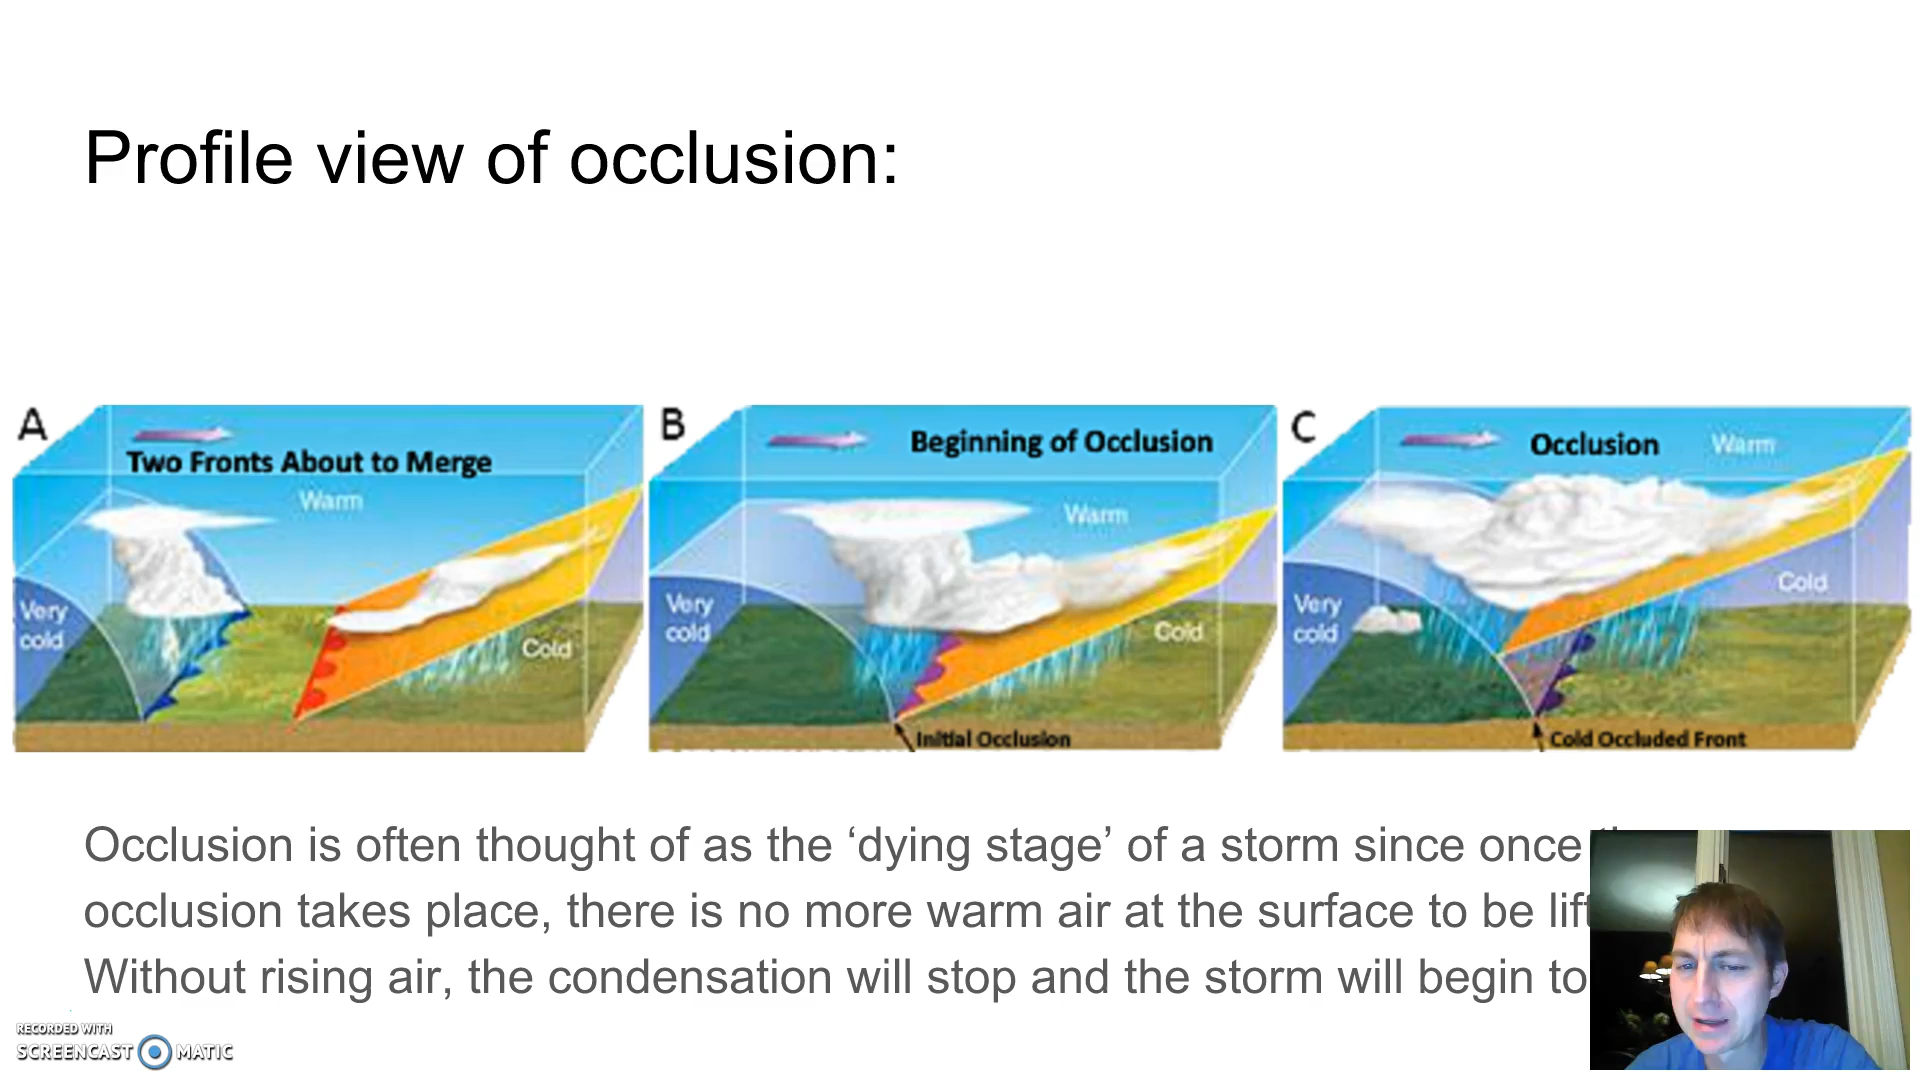 Profile view of occlusion:
A
Two Fronts About to Merge
Warm
Very
cold
Cold
B
Beginning of Occlusion
Warm
Very
cold
Cold
Initial Occlusion
C
Occlusion
Warm
Very
cold
Cold
Cold Occluded Front
Occlusion is often thought of as the ‘dying stage’ of a storm since once
occlusion takes place, there is no more warm air at the surface to be
Without rising air, the condensation will stop and the storm will begin to
RECORDED WITH
SCREENCAST MATIC